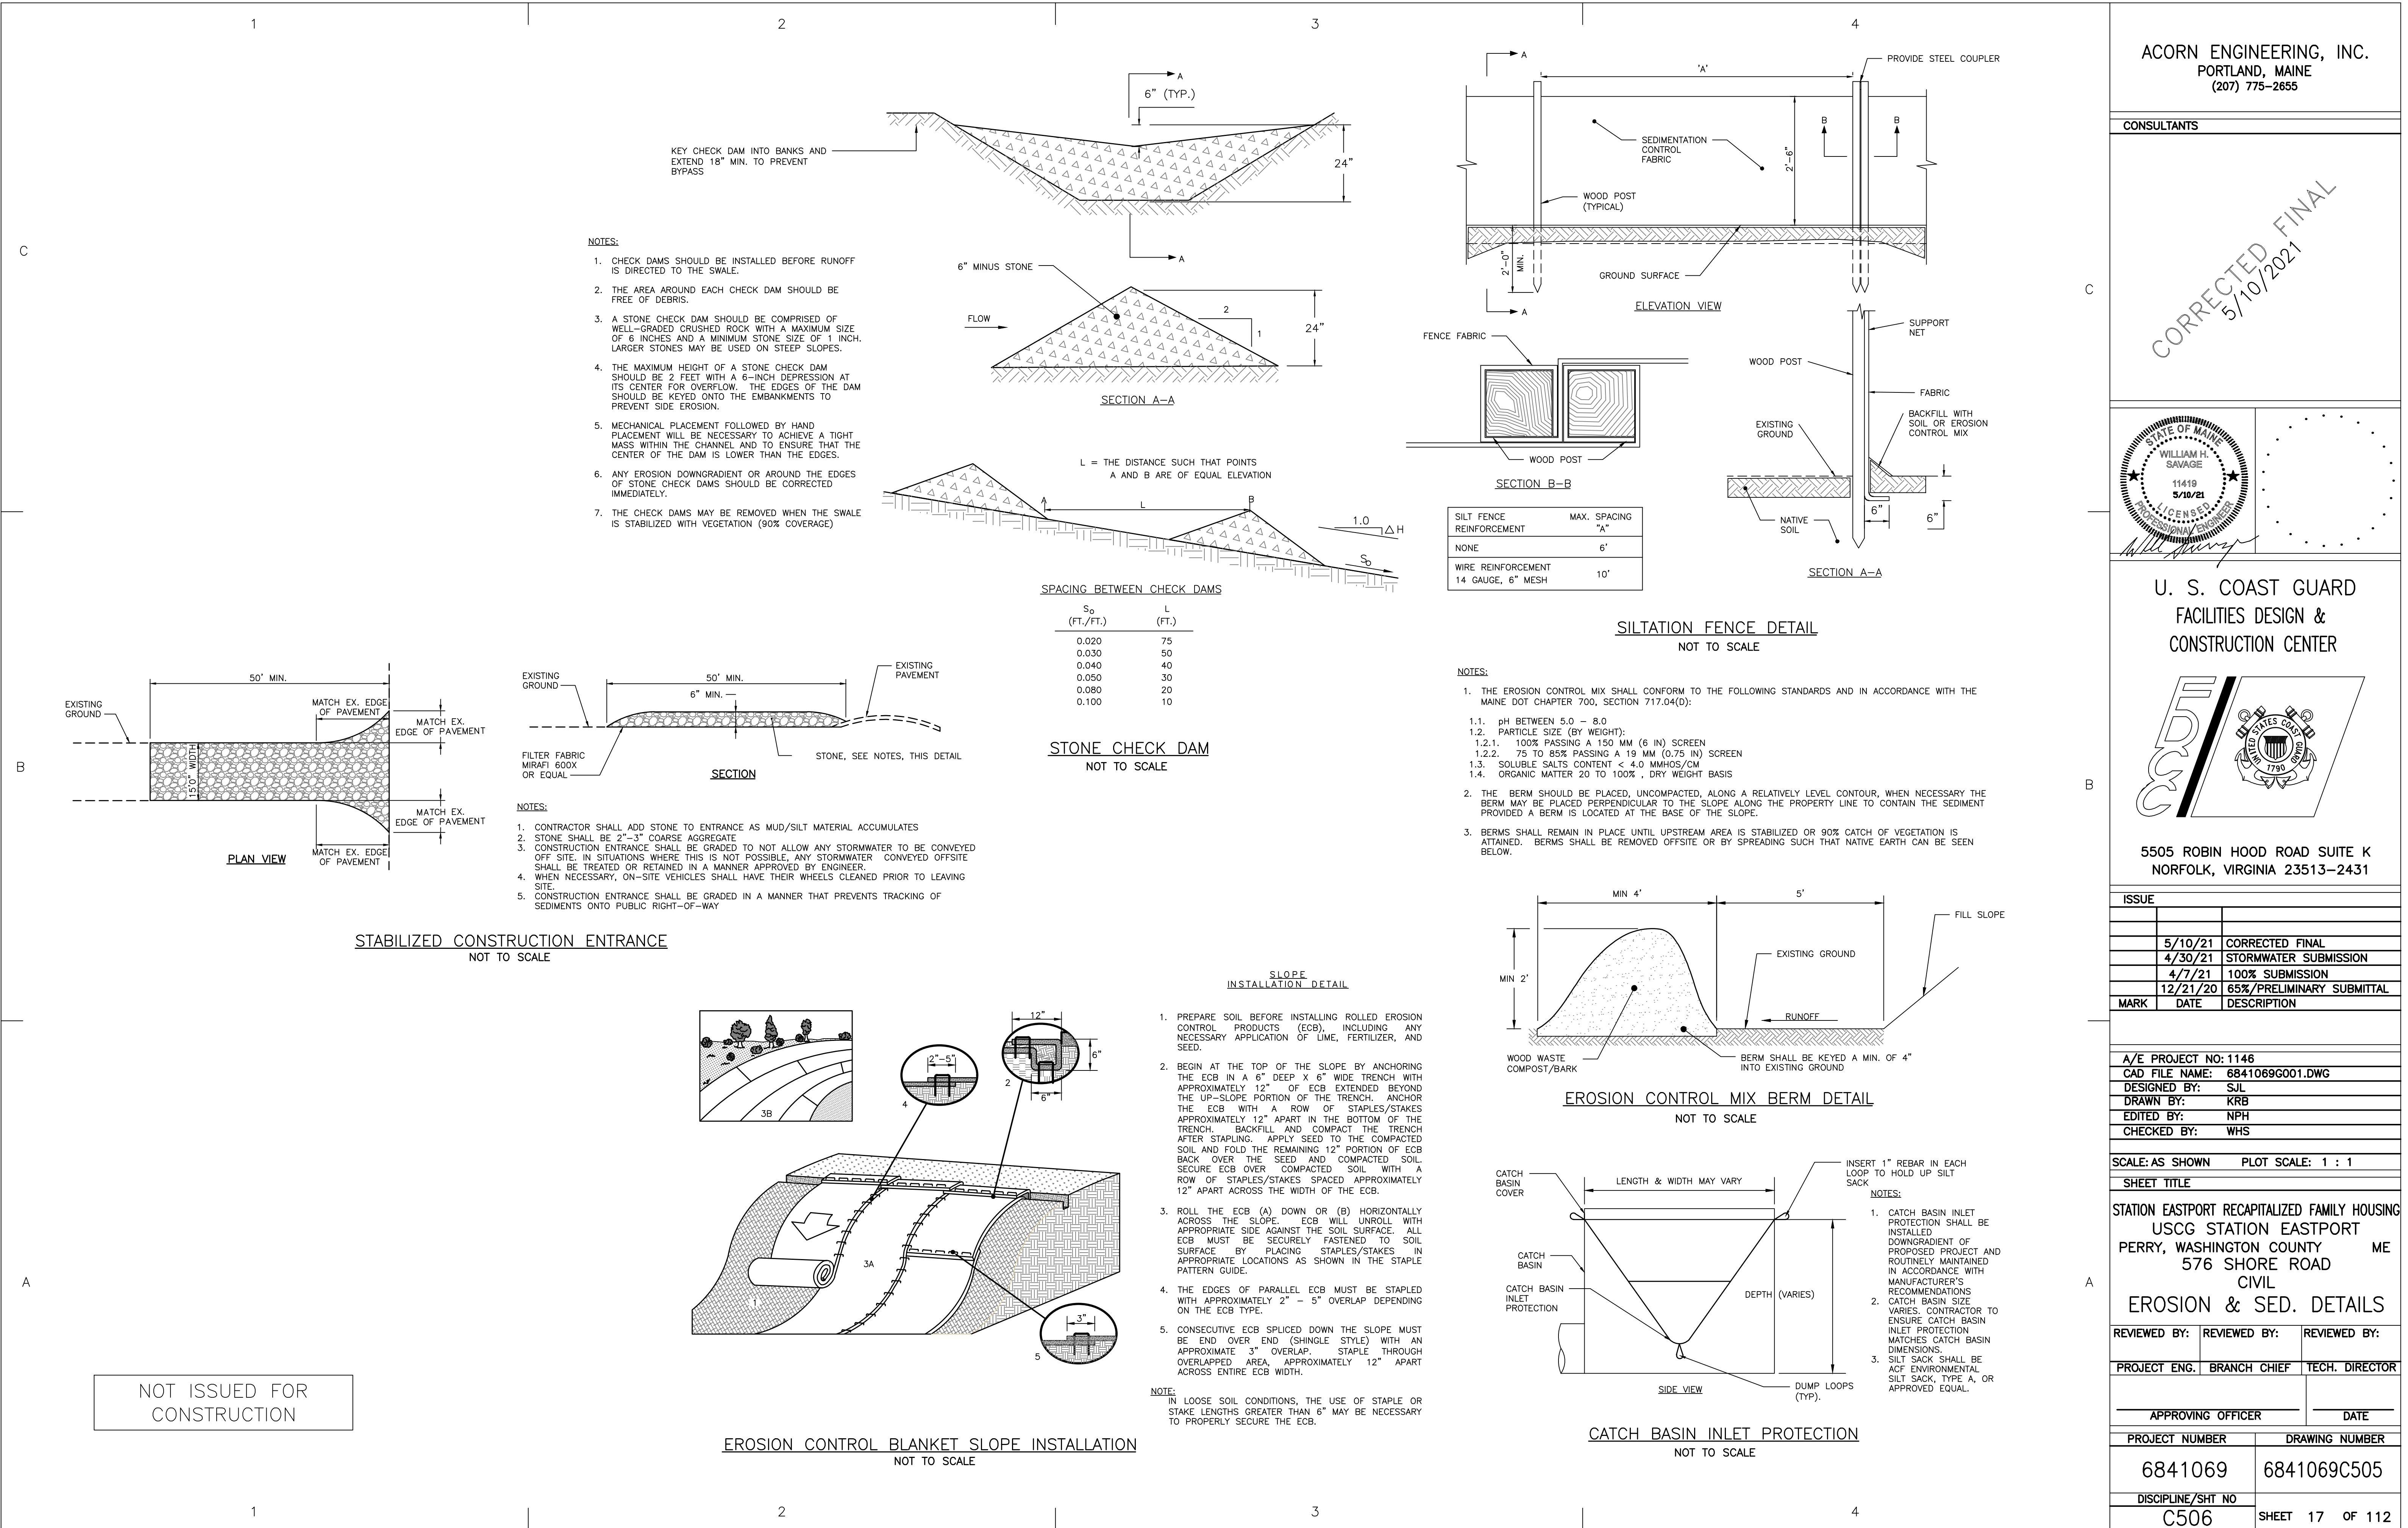 1
2
3
4
C
B
A
C
B
A
1
2
3
4
A
6" (TYP.)
KEY CHECK DAM INTO BANKS AND
EXTEND 18" MIN. TO PREVENT
BYPASS
24"
A
NOTES:
1. CHECK DAMS SHOULD BE INSTALLED BEFORE RUNOFF
IS DIRECTED TO THE SWALE.
2. THE AREA AROUND EACH CHECK DAM SHOULD BE
FREE OF DEBRIS.
3. A STONE CHECK DAM SHOULD BE COMPRISED OF
WELL-GRADED CRUSHED ROCK WITH A MAXIMUM SIZE
OF 6 INCHES AND A MINIMUM STONE SIZE OF 1 INCH.
LARGER STONES MAY BE USED ON STEEP SLOPES.
4. THE MAXIMUM HEIGHT OF A STONE CHECK DAM
SHOULD BE 2 FEET WITH A 6-INCH DEPRESSION AT
ITS CENTER FOR OVERFLOW. THE EDGES OF THE DAM
SHOULD BE KEYED ONTO THE EMBANKMENTS TO
PREVENT SIDE EROSION.
5. MECHANICAL PLACEMENT FOLLOWED BY HAND
PLACEMENT WILL BE NECESSARY TO ACHIEVE A TIGHT
MASS WITHIN THE CHANNEL AND TO ENSURE THAT THE
CENTER OF THE DAM IS LOWER THAN THE EDGES.
6. ANY EROSION DOWNGRADIENT OR AROUND THE EDGES
OF STONE CHECK DAMS SHOULD BE CORRECTED
IMMEDIATELY.
7. THE CHECK DAMS MAY BE REMOVED WHEN THE SWALE
IS STABILIZED WITH VEGETATION (90% COVERAGE)
6" MINUS STONE
FLOW
2
1
24"
SECTION A-A
L = THE DISTANCE SUCH THAT POINTS
A AND B ARE OF EQUAL ELEVATION
A
L
B
1.0
△H
So
SPACING BETWEEN CHECK DAMS
So L
(FT./FT.) (FT.)
0.020 75
0.030 50
0.040 40
0.050 30
0.080 20
0.100 10
STONE CHECK DAM
NOT TO SCALE
A
'A'
PROVIDE STEEL COUPLER
SEDIMENTATION
CONTROL
FABRIC
B
B
2'-6"
WOOD POST
(TYPICAL)
2'-0"
MIN.
GROUND SURFACE
A
ELEVATION VIEW
FENCE FABRIC
WOOD POST
SECTION B-B
SUPPORT
NET
WOOD POST
FABRIC
EXISTING
GROUND
BACKFILL WITH
SOIL OR EROSION
CONTROL MIX
NATIVE
SOIL
6"
6"
SECTION A-A
SILT FENCE MAX. SPACING
REINFORCEMENT "A"
NONE 6'
WIRE REINFORCEMENT
14 GAUGE, 6" MESH 10'
SILTATION FENCE DETAIL
NOT TO SCALE
NOTES:
1. THE EROSION CONTROL MIX SHALL CONFORM TO THE FOLLOWING STANDARDS AND IN ACCORDANCE WITH THE
MAINE DOT CHAPTER 700, SECTION 717.04(D):
1.1. pH BETWEEN 5.0 - 8.0
1.2. PARTICLE SIZE (BY WEIGHT):
1.2.1. 100% PASSING A 150 MM (6 IN) SCREEN
1.2.2. 75 TO 85% PASSING A 19 MM (0.75 IN) SCREEN
1.3. SOLUBLE SALTS CONTENT < 4.0 MMHOS/CM
1.4. ORGANIC MATTER 20 TO 100% , DRY WEIGHT BASIS
2. THE BERM SHOULD BE PLACED, UNCOMPACTED, ALONG A RELATIVELY LEVEL CONTOUR, WHEN NECESSARY THE
BERM MAY BE PLACED PERPENDICULAR TO THE SLOPE ALONG THE PROPERTY LINE TO CONTAIN THE SEDIMENT
PROVIDED A BERM IS LOCATED AT THE BASE OF THE SLOPE.
3. BERMS SHALL REMAIN IN PLACE UNTIL UPSTREAM AREA IS STABILIZED OR 90% CATCH OF VEGETATION IS
ATTAINED. BERMS SHALL BE REMOVED OFFSITE OR BY SPREADING SUCH THAT NATIVE EARTH CAN BE SEEN
BELOW.
MIN 4'
5'
FILL SLOPE
MIN 2'
EXISTING GROUND
RUNOFF
WOOD WASTE
COMPOST/BARK
BERM SHALL BE KEYED A MIN. OF 4"
INTO EXISTING GROUND
EROSION CONTROL MIX BERM DETAIL
NOT TO SCALE
50' MIN.
EXISTING
GROUND
MATCH EX. EDGE
OF PAVEMENT
MATCH EX.
EDGE OF PAVEMENT
15'0" WIDTH
MATCH EX.
EDGE OF PAVEMENT
MATCH EX. EDGE
OF PAVEMENT
PLAN VIEW
EXISTING
GROUND
50' MIN.
6" MIN.
EXISTING
PAVEMENT
FILTER FABRIC
MIRAFI 600X
OR EQUAL
STONE, SEE NOTES, THIS DETAIL
SECTION
NOTES:
1. CONTRACTOR SHALL ADD STONE TO ENTRANCE AS MUD/SILT MATERIAL ACCUMULATES
2. STONE SHALL BE 2"-3" COARSE AGGREGATE
3. CONSTRUCTION ENTRANCE SHALL BE GRADED TO NOT ALLOW ANY STORMWATER TO BE CONVEYED
OFF SITE. IN SITUATIONS WHERE THIS IS NOT POSSIBLE, ANY STORMWATER CONVEYED OFFSITE
SHALL BE TREATED OR RETAINED IN A MANNER APPROVED BY ENGINEER.
4. WHEN NECESSARY, ON-SITE VEHICLES SHALL HAVE THEIR WHEELS CLEANED PRIOR TO LEAVING
SITE.
5. CONSTRUCTION ENTRANCE SHALL BE GRADED IN A MANNER THAT PREVENTS TRACKING OF
SEDIMENTS ONTO PUBLIC RIGHT-OF-WAY
STABILIZED CONSTRUCTION ENTRANCE
NOT TO SCALE
3B
2"-5"
4
12"
6"
2
6"
3A
1
3"
5
EROSION CONTROL BLANKET SLOPE INSTALLATION
NOT TO SCALE
SLOPE
INSTALLATION DETAIL
1. PREPARE SOIL BEFORE INSTALLING ROLLED EROSION
CONTROL PRODUCTS (ECB), INCLUDING ANY
NECESSARY APPLICATION OF LIME, FERTILIZER, AND
SEED.
2. BEGIN AT THE TOP OF THE SLOPE BY ANCHORING
THE ECB IN A 6" DEEP X 6" WIDE TRENCH WITH
APPROXIMATELY 12" OF ECB EXTENDED BEYOND
THE UP-SLOPE PORTION OF THE TRENCH. ANCHOR
THE ECB WITH A ROW OF STAPLES/STAKES
APPROXIMATELY 12" APART IN THE BOTTOM OF THE
TRENCH. BACKFILL AND COMPACT THE TRENCH
AFTER STAPLING. APPLY SEED TO THE COMPACTED
SOIL AND FOLD THE REMAINING 12" PORTION OF ECB
BACK OVER THE SEED AND COMPACTED SOIL.
SECURE ECB OVER COMPACTED SOIL WITH A
ROW OF STAPLES/STAKES SPACED APPROXIMATELY
12" APART ACROSS THE WIDTH OF THE ECB.
3. ROLL THE ECB (A) DOWN OR (B) HORIZONTALLY
ACROSS THE SLOPE. ECB WILL UNROLL WITH
APPROPRIATE SIDE AGAINST THE SOIL SURFACE. ALL
ECB MUST BE SECURELY FASTENED TO SOIL
SURFACE BY PLACING STAPLES/STAKES IN
APPROPRIATE LOCATIONS AS SHOWN IN THE STAPLE
PATTERN GUIDE.
4. THE EDGES OF PARALLEL ECB MUST BE STAPLED
WITH APPROXIMATELY 2" - 5" OVERLAP DEPENDING
ON THE ECB TYPE.
5. CONSECUTIVE ECB SPLICED DOWN THE SLOPE MUST
BE END OVER END (SHINGLE STYLE) WITH AN
APPROXIMATE 3" OVERLAP. STAPLE THROUGH
OVERLAPPED AREA, APPROXIMATELY 12" APART
ACROSS ENTIRE ECB WIDTH.
NOTE:
IN LOOSE SOIL CONDITIONS, THE USE OF STAPLE OR
STAKE LENGTHS GREATER THAN 6" MAY BE NECESSARY
TO PROPERLY SECURE THE ECB.
CATCH
BASIN
COVER
LENGTH & WIDTH MAY VARY
INSERT 1" REBAR IN EACH
LOOP TO HOLD UP SILT
SACK
CATCH
BASIN
CATCH BASIN
INLET
PROTECTION
DEPTH (VARIES)
DUMP LOOPS
(TYP).
SIDE VIEW
NOTES:
1. CATCH BASIN INLET
PROTECTION SHALL BE
INSTALLED
DOWNGRADIENT OF
PROPOSED PROJECT AND
ROUTINELY MAINTAINED
IN ACCORDANCE WITH
MANUFACTURER'S
RECOMMENDATIONS
2. CATCH BASIN SIZE
VARIES. CONTRACTOR TO
ENSURE CATCH BASIN
INLET PROTECTION
MATCHES CATCH BASIN
DIMENSIONS.
3. SILT SACK SHALL BE
ACF ENVIRONMENTAL
SILT SACK, TYPE A, OR
APPROVED EQUAL.
CATCH BASIN INLET PROTECTION
NOT TO SCALE
NOT ISSUED FOR
CONSTRUCTION
ACORN ENGINEERING, INC.
PORTLAND, MAINE
(207) 775-2655
CONSULTANTS
CORRECTED FINAL
5/10/2021
STATE OF MAINE
WILLIAM H.
SAVAGE
11419
5/10/21
LICENSED
PROFESSIONAL ENGINEER
U. S. COAST GUARD
FACILITIES DESIGN &
CONSTRUCTION CENTER
FDCC
UNITED STATES COAST GUARD
1790
5505 ROBIN HOOD ROAD SUITE K
NORFOLK, VIRGINIA 23513-2431
ISSUE
5/10/21 CORRECTED FINAL
4/30/21 STORMWATER SUBMISSION
4/7/21 100% SUBMISSION
12/21/20 65%/PRELIMINARY SUBMITTAL
MARK DATE DESCRIPTION
A/E PROJECT NO: 1146
CAD FILE NAME: 6841069G001.DWG
DESIGNED BY: SJL
DRAWN BY: KRB
EDITED BY: NPH
CHECKED BY: WHS
SCALE: AS SHOWN PLOT SCALE: 1 : 1
SHEET TITLE
STATION EASTPORT RECAPITALIZED FAMILY HOUSING
USCG STATION EASTPORT
PERRY, WASHINGTON COUNTY ME
576 SHORE ROAD
CIVIL
EROSION & SED. DETAILS
REVIEWED BY: REVIEWED BY: REVIEWED BY:
PROJECT ENG. BRANCH CHIEF TECH. DIRECTOR
APPROVING OFFICER DATE
PROJECT NUMBER DRAWING NUMBER
6841069 6841069C505
DISCIPLINE/SHT NO
C506 SHEET 17 OF 112